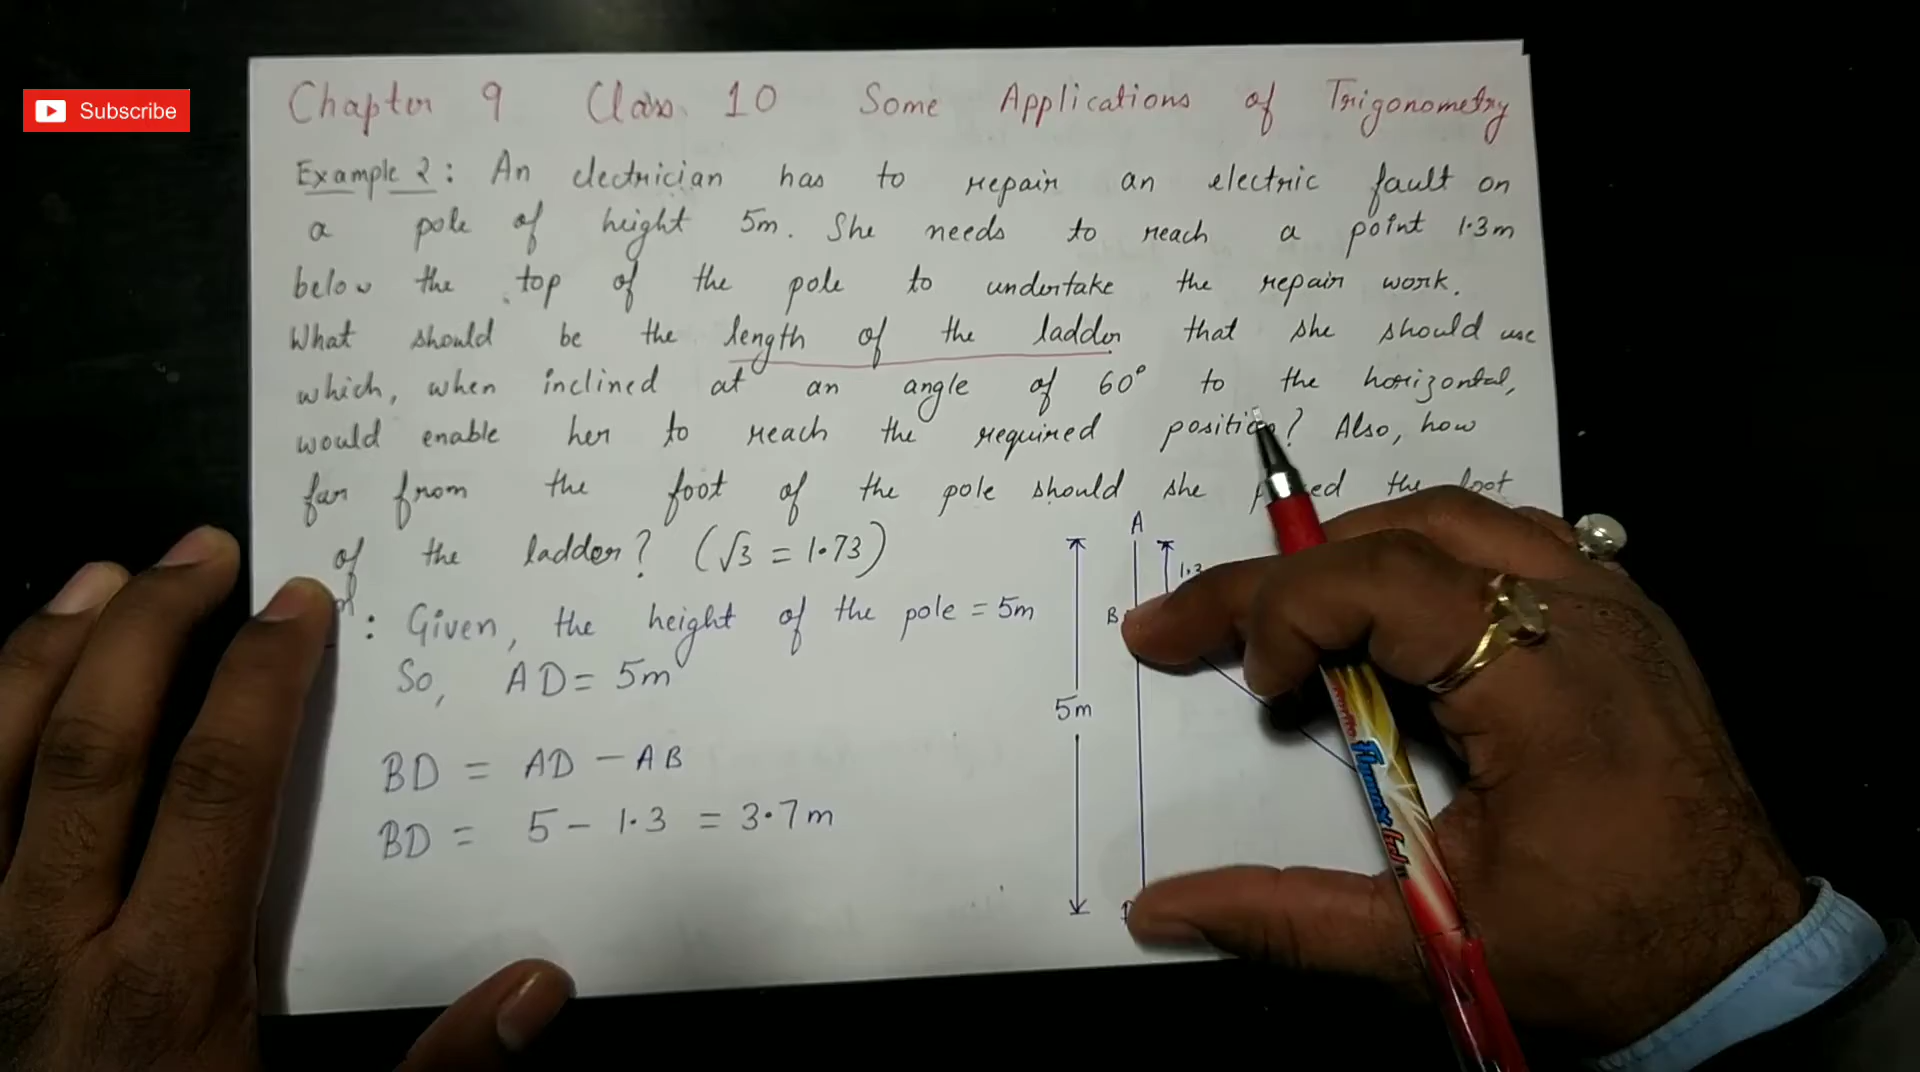 Subscribe
Chapter 9 Class 10 Some Applications of Trigonometry
Example 2: An electrician has to repair an electric fault on
a pole of height 5m. She needs to reach a point 1.3m
below the top of the pole to undertake the repair work.
What should be the length of the ladder that she should use
which, when inclined at an angle of 60° to the horizontal,
would enable her to reach the required position? Also, how
far from the foot of the pole should she the foot
of the ladder? (√3 = 1.73)
: Given, the height of the pole = 5m
So, AD = 5m
BD = AD - AB
BD = 5 - 1.3 = 3.7m
A
1.3
B
5m